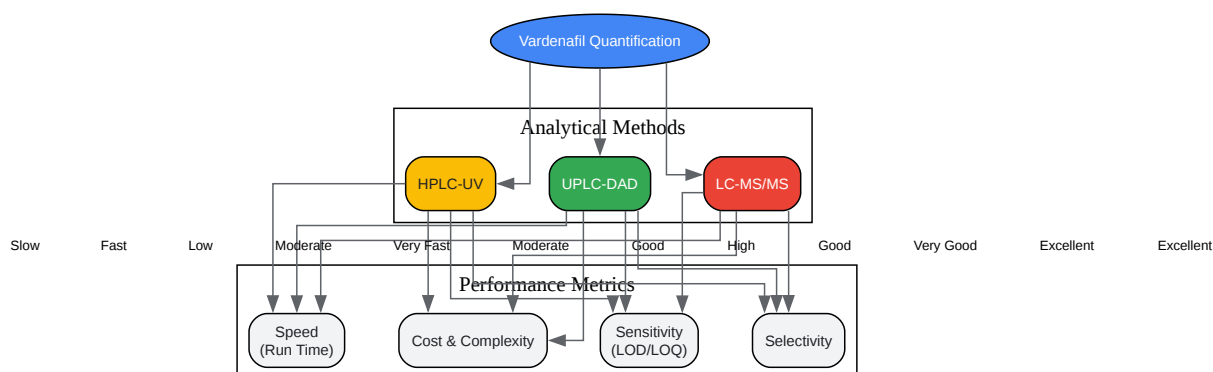 Vardenafil Quantification
Analytical Methods
HPLC-UV
UPLC-DAD
LC-MS/MS
Slow
Fast
Low
Moderate
Very Fast
Moderate
Good
High
Good
Very Good
Excellent
Excellent
Performance Metrics
Speed
(Run Time)
Cost & Complexity
Sensitivity
(LOD/LOQ)
Selectivity